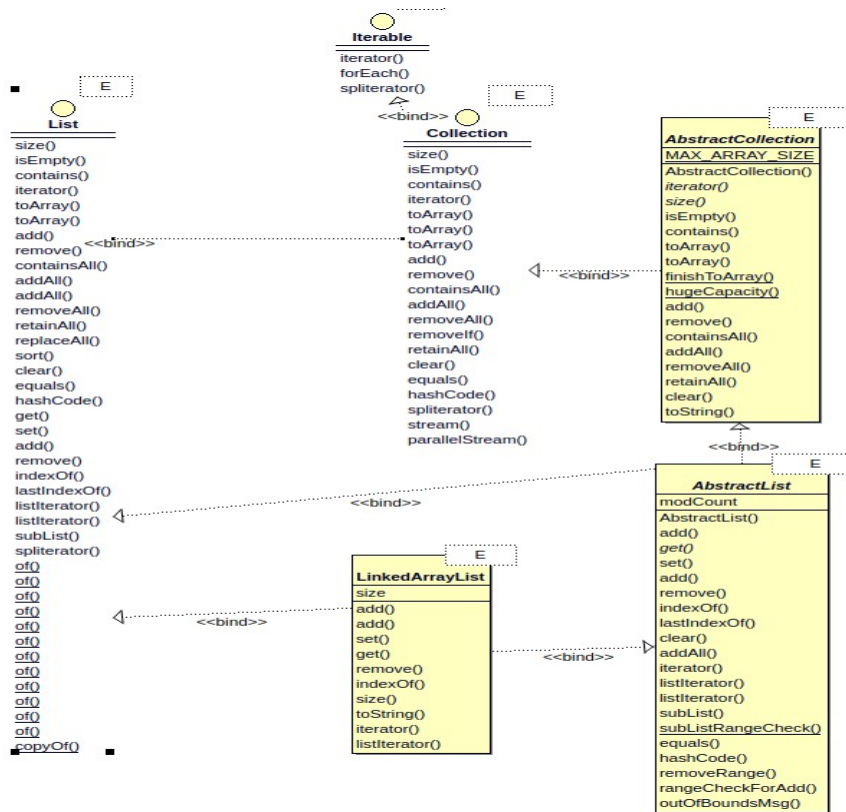 Iterable
iterator()
forEach()
spliterator()
<<bind>>
E
List
size()
isEmpty()
contains()
iterator()
toArray()
toArray()
add()
remove()
containsAll()
addAll()
addAll()
removeAll()
retainAll()
replaceAll()
sort()
clear()
equals()
hashCode()
get()
set()
add()
remove()
indexOf()
lastIndexOf()
listIterator()
listIterator()
subList()
spliterator()
of()
of()
of()
of()
of()
of()
of()
of()
of()
of()
of()
of()
copyOf()
<<bind>>
E
Collection
size()
isEmpty()
contains()
iterator()
toArray()
toArray()
toArray()
add()
remove()
containsAll()
addAll()
removeAll()
removeIf()
retainAll()
clear()
equals()
hashCode()
spliterator()
stream()
parallelStream()
<<bind>>
E
AbstractCollection
MAX_ARRAY_SIZE
AbstractCollection()
iterator()
size()
isEmpty()
contains()
toArray()
toArray()
finishToArray()
hugeCapacity()
add()
remove()
containsAll()
addAll()
removeAll()
retainAll()
clear()
toString()
<<bind>>
<<bind>>
<<bind>>
E
LinkedArrayList
size
add()
add()
set()
get()
remove()
indexOf()
size()
toString()
iterator()
listIterator()
<<bind>>
E
AbstractList
modCount
AbstractList()
add()
get()
set()
add()
remove()
indexOf()
lastIndexOf()
clear()
addAll()
iterator()
listIterator()
listIterator()
subList()
subListRangeCheck()
equals()
hashCode()
removeRange()
rangeCheckForAdd()
outOfBoundsMsg()